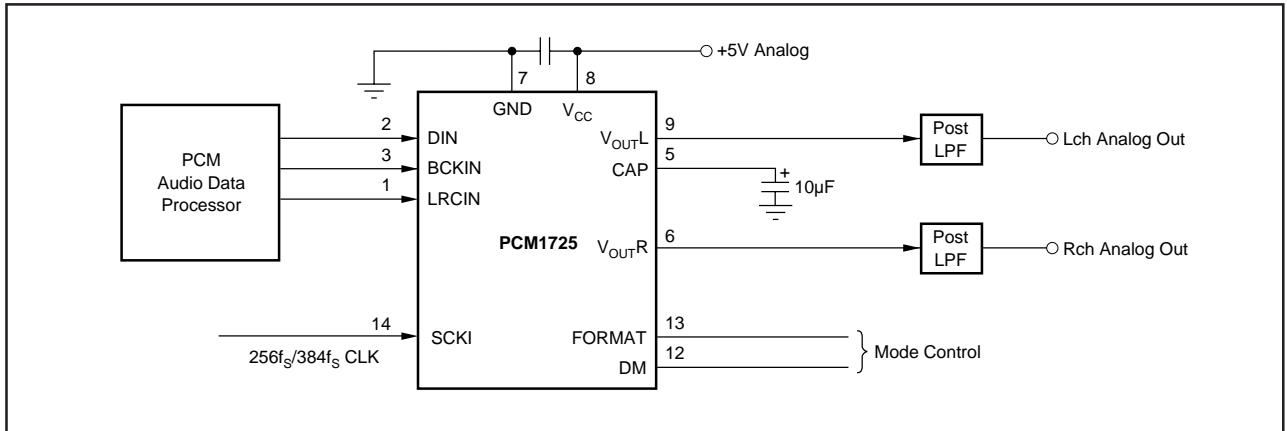 +5V Analog
7
8
GND
VCC
PCM
Audio Data
Processor
2
DIN
3
BCKIN
1
LRCIN
PCM1725
14
SCKI
256fS/384fS CLK
VOUTL
9
CAP
5
+
10µF
VOUTR
6
FORMAT
13
DM
12
Post
LPF
Lch Analog Out
Post
LPF
Rch Analog Out
Mode Control